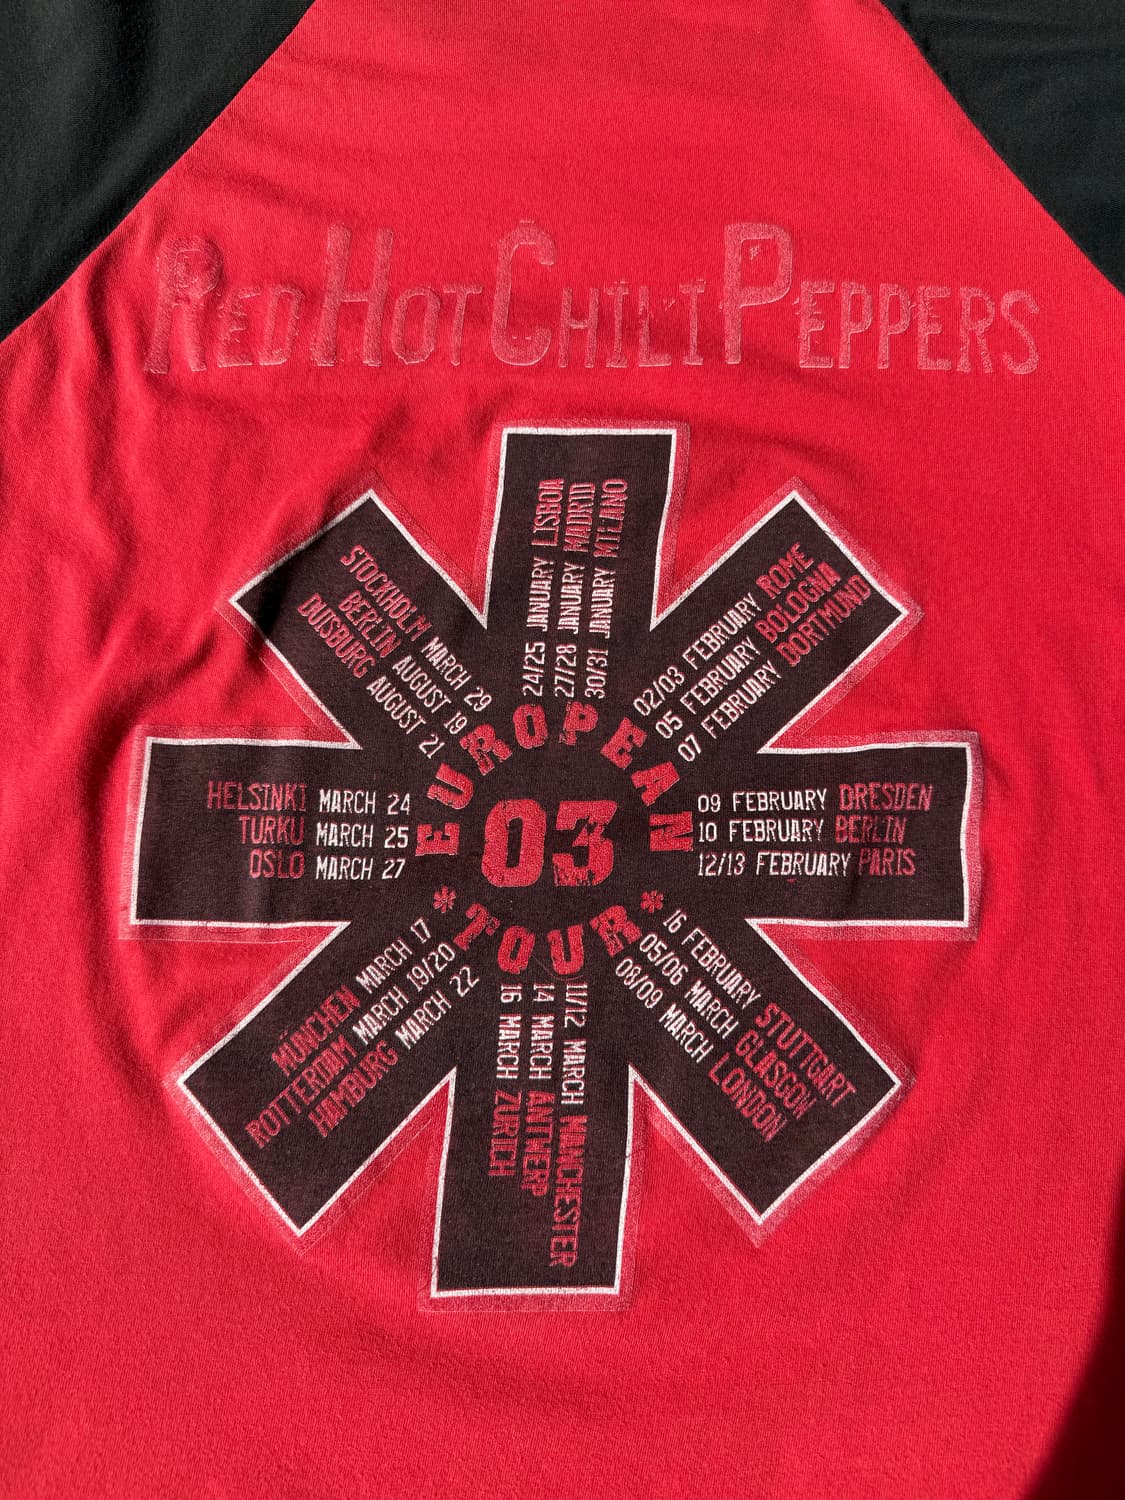 RED HOT CHILI PEPPERS
EUROPEAN
03
* TOUR *
24/25 JANUARY LISBOA
27/28 JANUARY MADRID
30/31 JANUARY MILANO
02/03 FEBRUARY ROME
05 FEBRUARY BOLOGNA
07 FEBRUARY DORTMUND
09 FEBRUARY DRESDEN
10 FEBRUARY BERLIN
12/13 FEBRUARY PARIS
16 FEBRUARY STUTTGART
05/06 MARCH GLASGOW
08/09 MARCH LONDON
11/12 MARCH MANCHESTER
14 MARCH ANTWERP
16 MARCH ZURICH
MÜNCHEN MARCH 17
ROTTERDAM MARCH 19/20
HAMBURG MARCH 22
HELSINKI MARCH 24
TURKU MARCH 25
OSLO MARCH 27
STOCKHOLM MARCH 29
BERLIN AUGUST 19
DUISBURG AUGUST 21